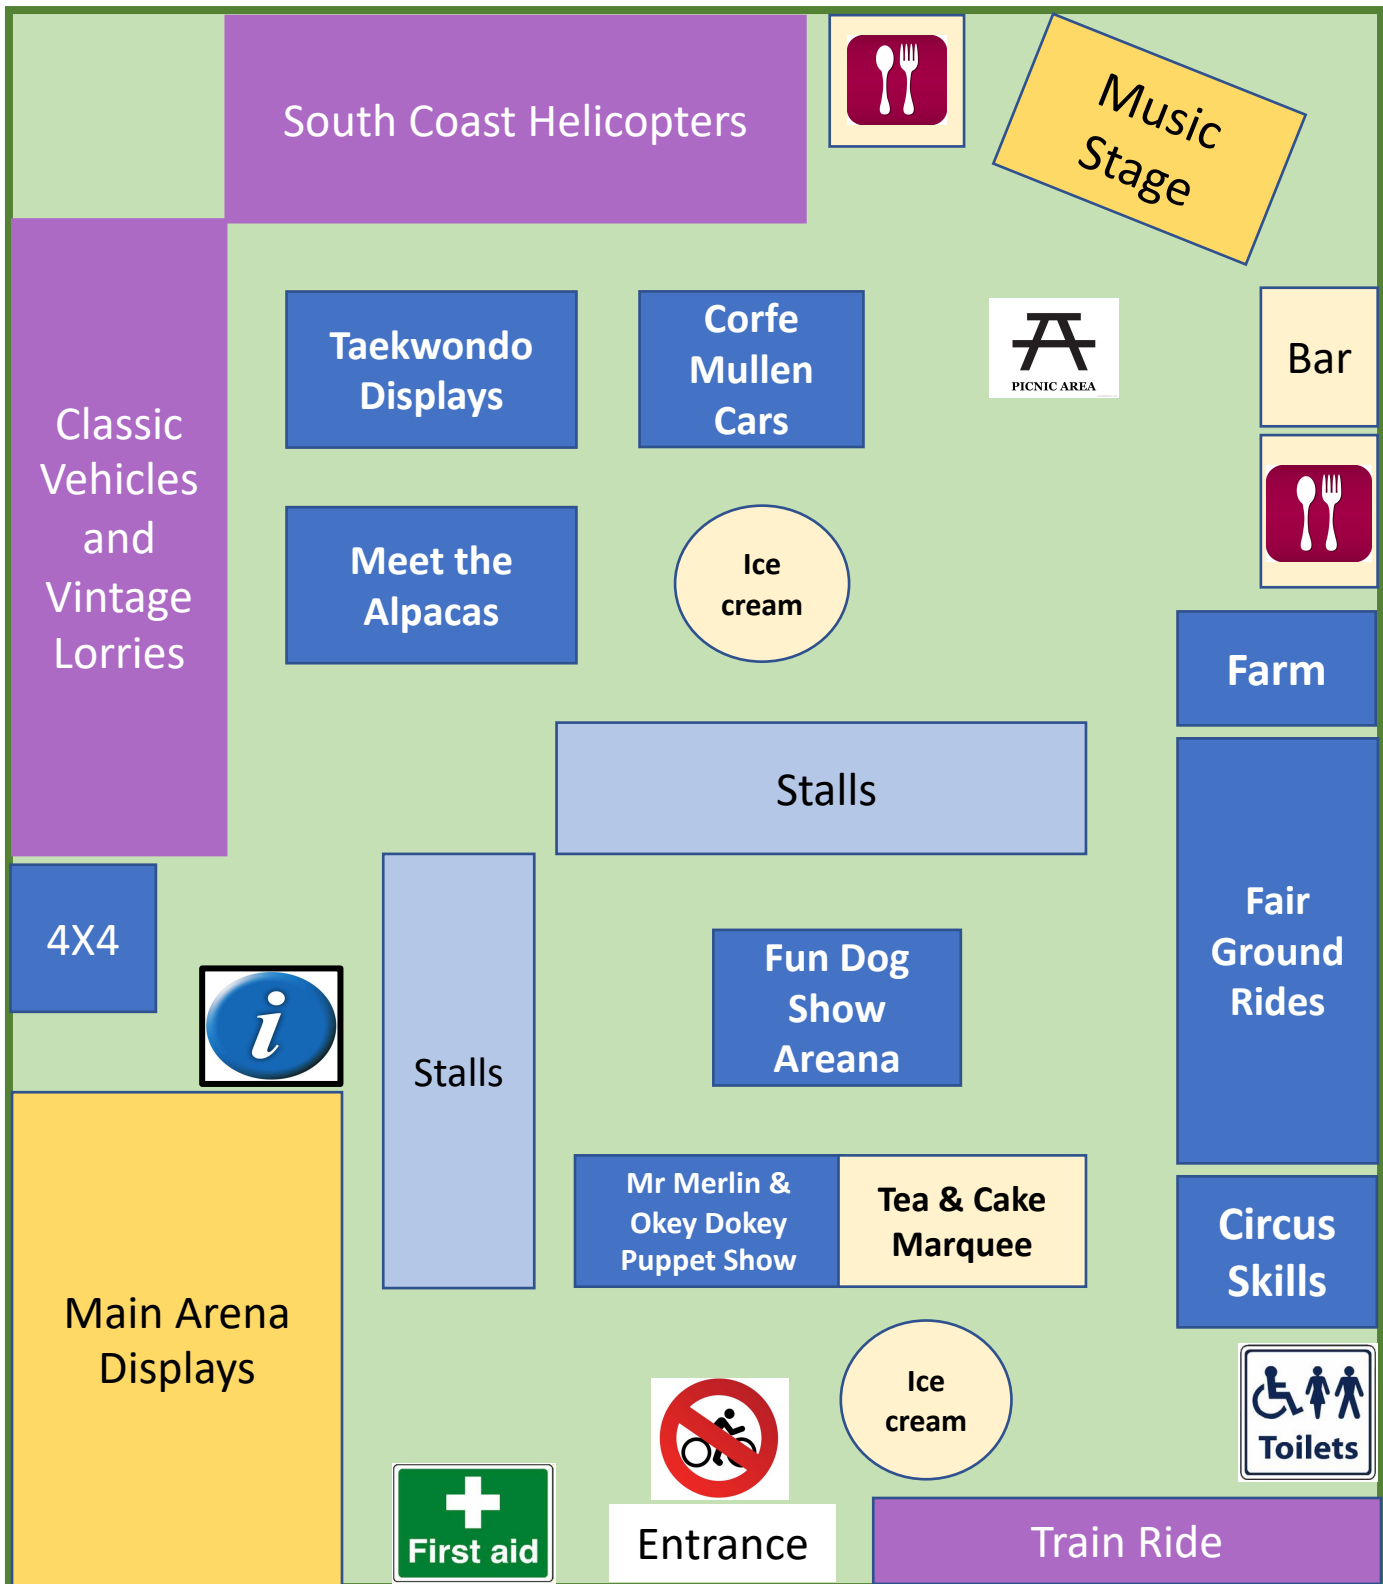 South Coast Helicopters
Music
Stage
Taekwondo
Displays
Corfe
Mullen
Cars
PICNIC AREA
Bar
Classic
Vehicles
and
Vintage
Lorries
Meet the
Alpacas
Ice
cream
Farm
Stalls
4X4
i
Stalls
Fun Dog
Show
Areana
Fair
Ground
Rides
Mr Merlin &
Okey Dokey
Puppet Show
Tea & Cake
Marquee
Circus
Skills
Main Arena
Displays
Ice
cream
Toilets
First aid
Entrance
Train Ride